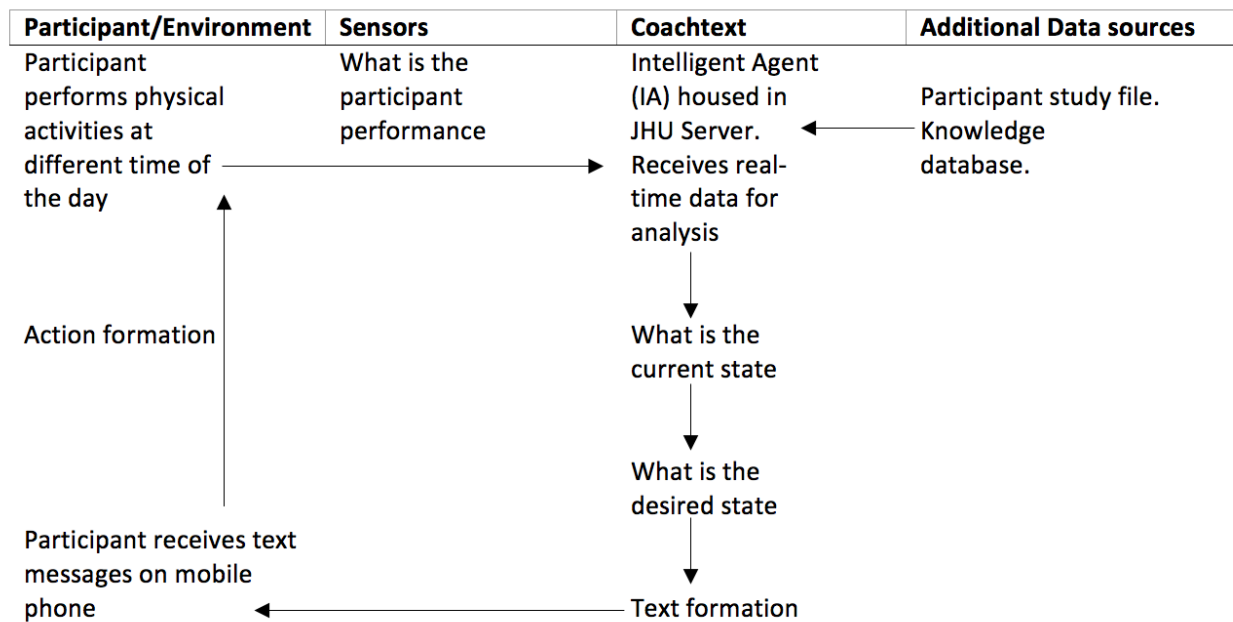 Participant/Environment
Sensors
Coachtext
Additional Data sources
Participant
performs physical
activities at
different time of
the day
What is the
participant
performance
Intelligent Agent
(IA) housed in
JHU Server.
Receives real-
time data for
analysis
Participant study file.
Knowledge
database.
Action formation
What is the
current state
What is the
desired state
Participant receives text
messages on mobile
phone
Text formation